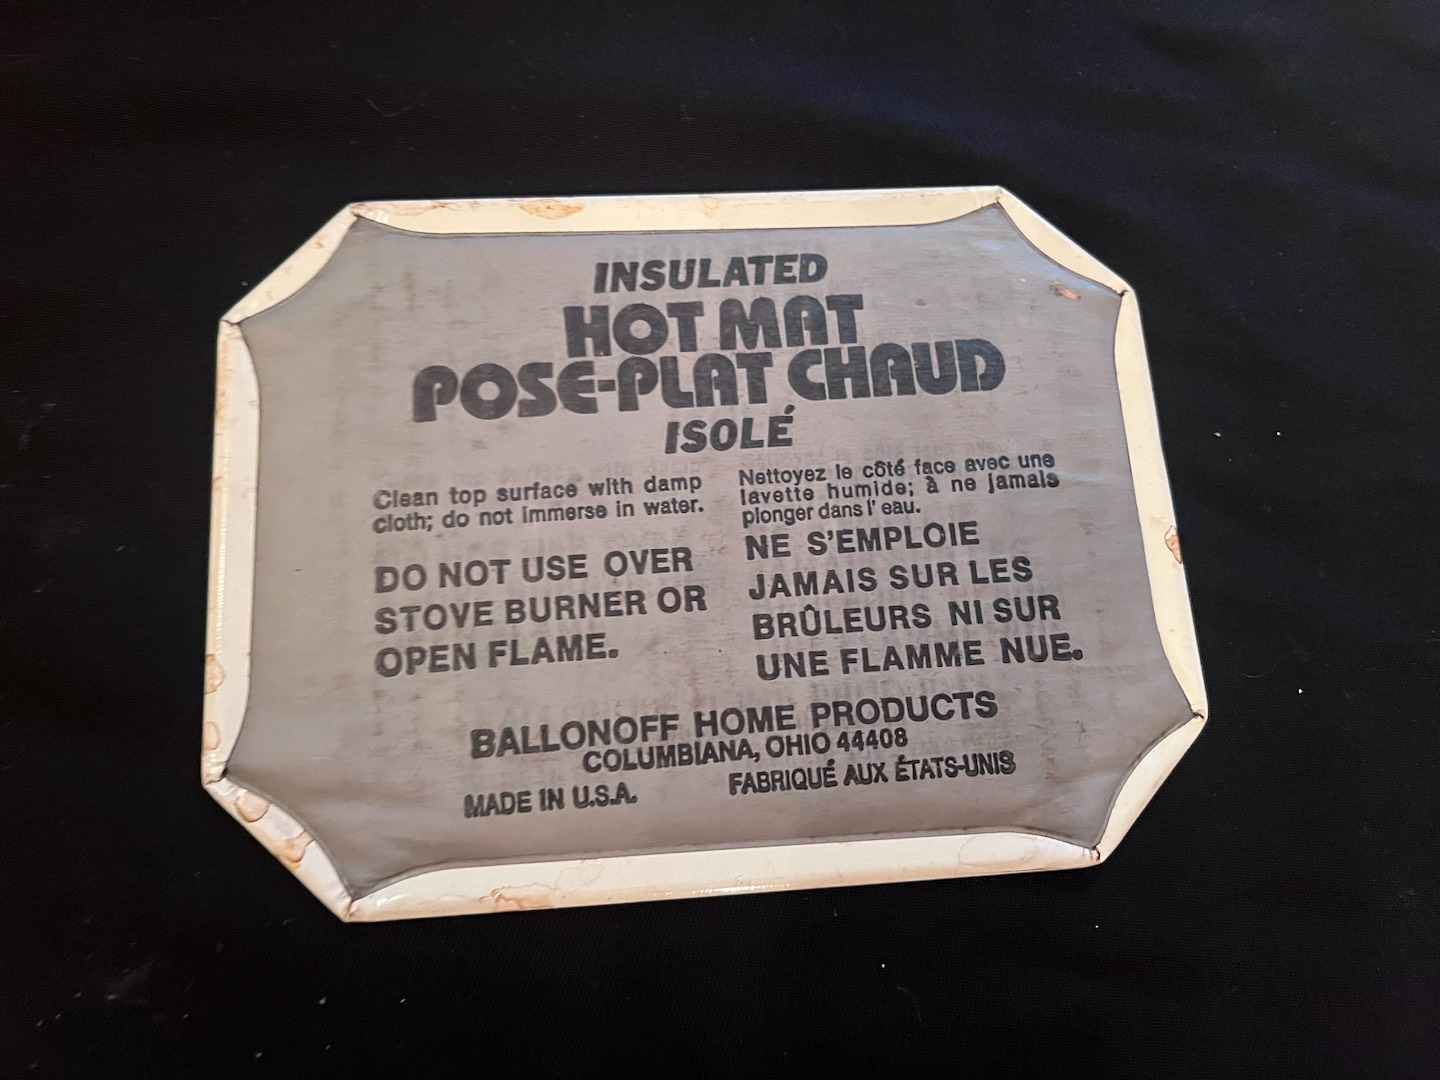 INSULATED
HOT MAT
POSE-PLAT CHAUD
ISOLÉ
Clean top surface with damp
cloth; do not immerse in water.
DO NOT USE OVER
STOVE BURNER OR
OPEN FLAME.
Nettoyez le côté face avec une
lavette humide; à ne jamais
plonger dans l'eau.
NE S'EMPLOIE
JAMAIS SUR LES
BRÛLEURS NI SUR
UNE FLAMME NUE.
BALLONOFF HOME PRODUCTS
COLUMBIANA, OHIO 44408
MADE IN U.S.A.
FABRIQUÉ AUX ÉTATS-UNIS